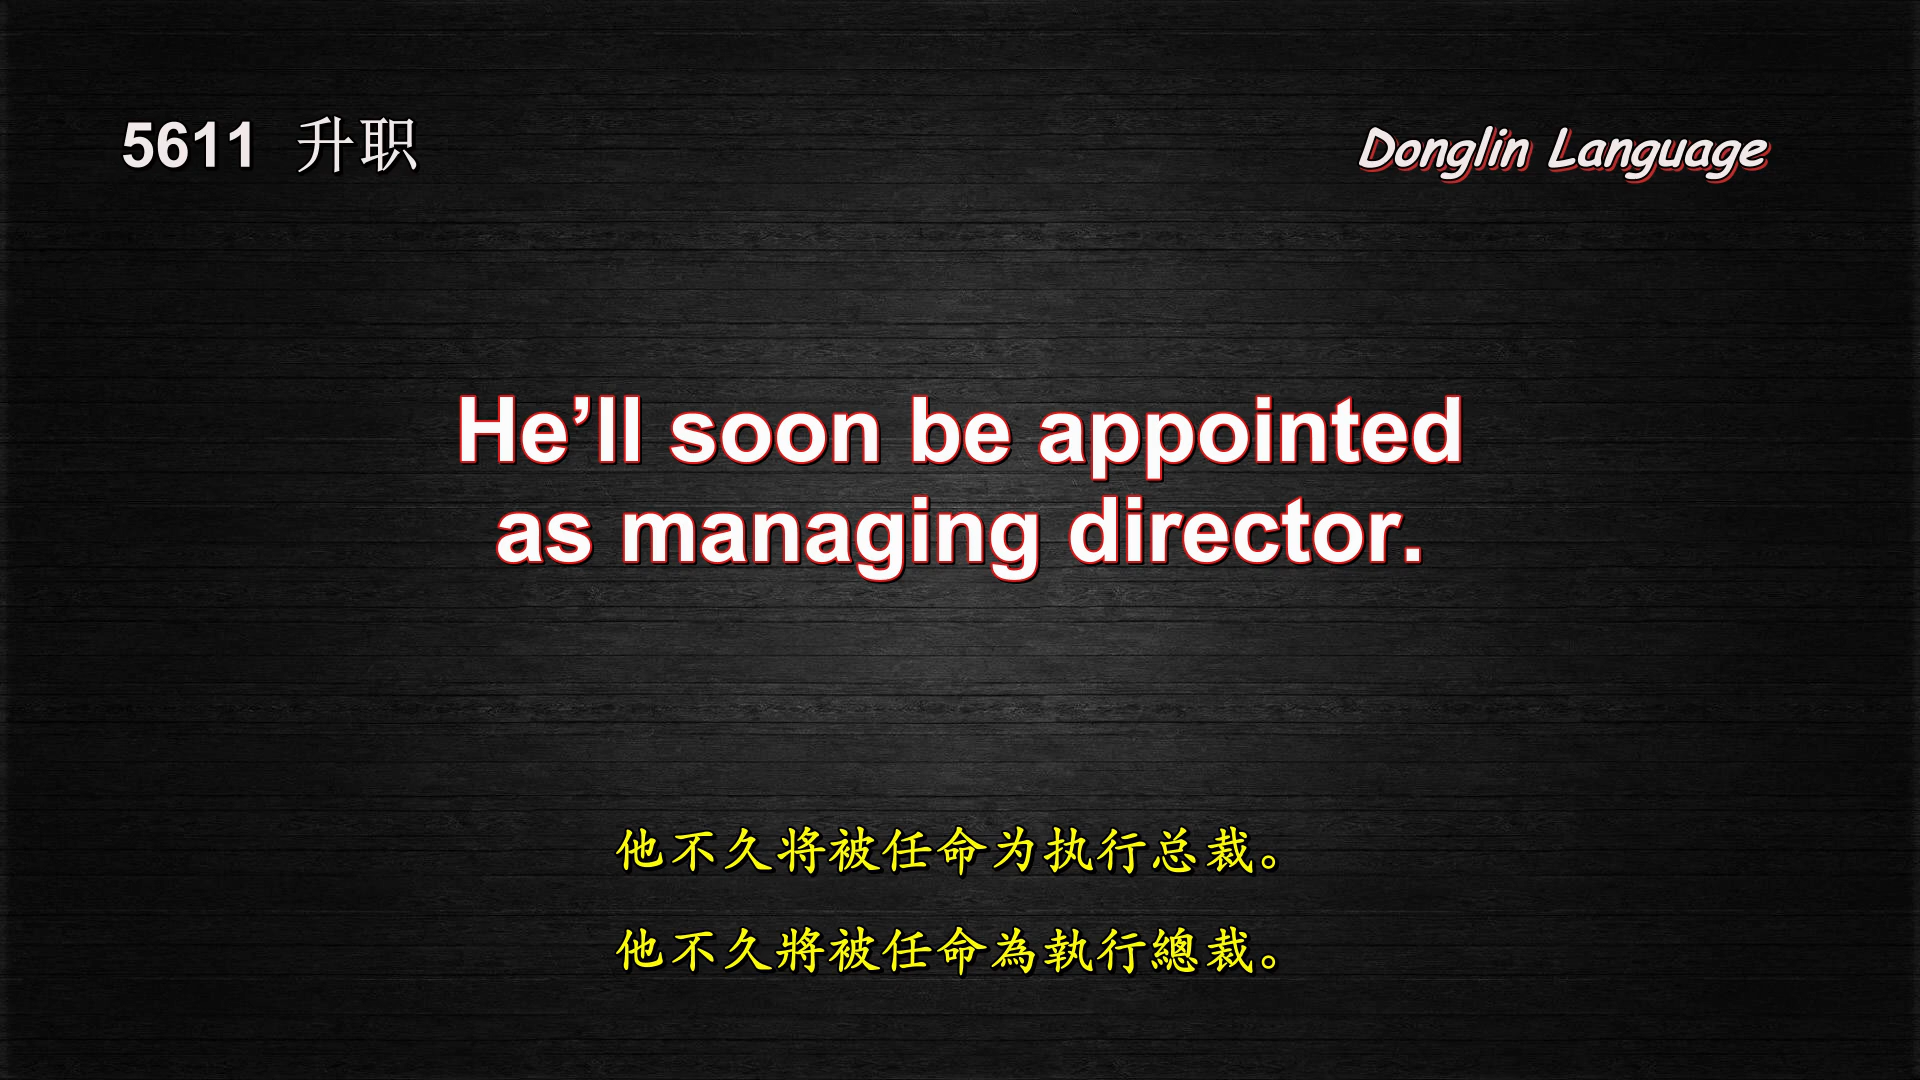 5611 升职
Donglin Language
He’ll soon be appointed
as managing director.
他不久将被任命为执行总裁。
他不久將被任命為執行總裁。